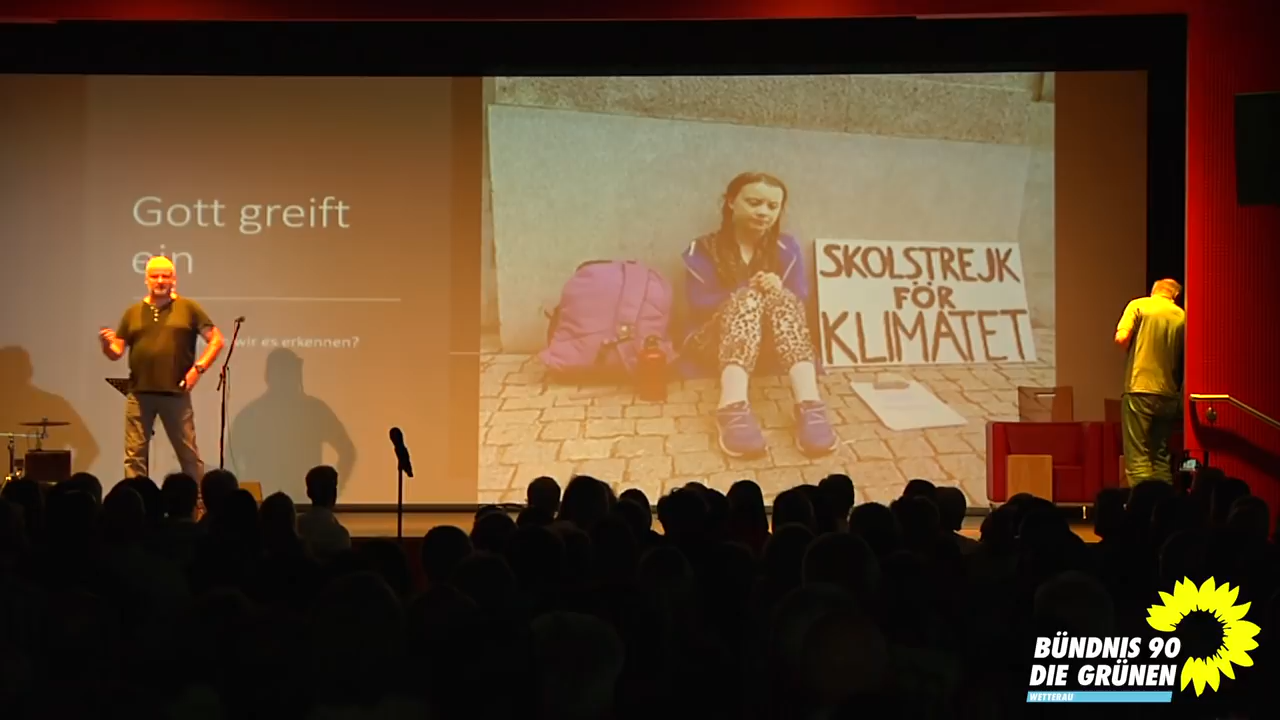 Gott greift
ein
wir es erkennen?
SKOLSTREJK
FÖR
KLIMATET
BÜNDNIS 90
DIE GRÜNEN
WETTERAU